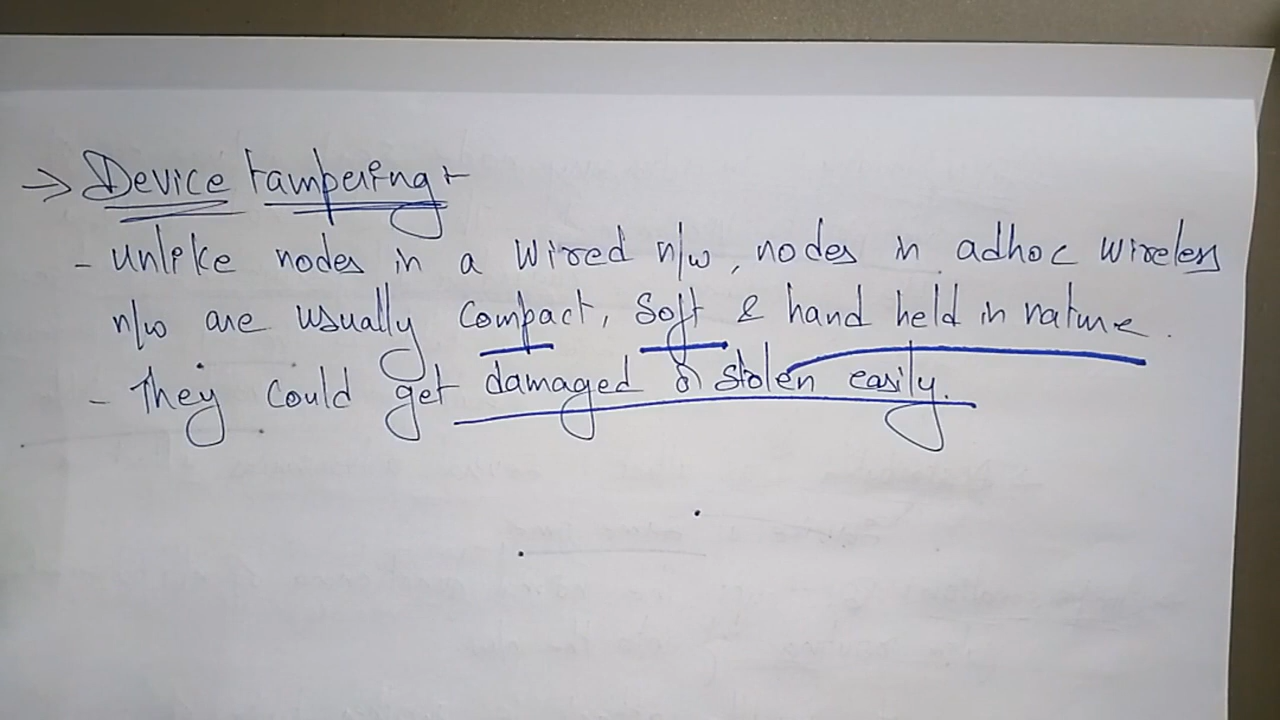 → Device tampering:-
- unlike nodes in a wired n/w, nodes in adhoc wireless
n/w are usually compact, soft & hand held in nature.
- They could get damaged or stolen easily.